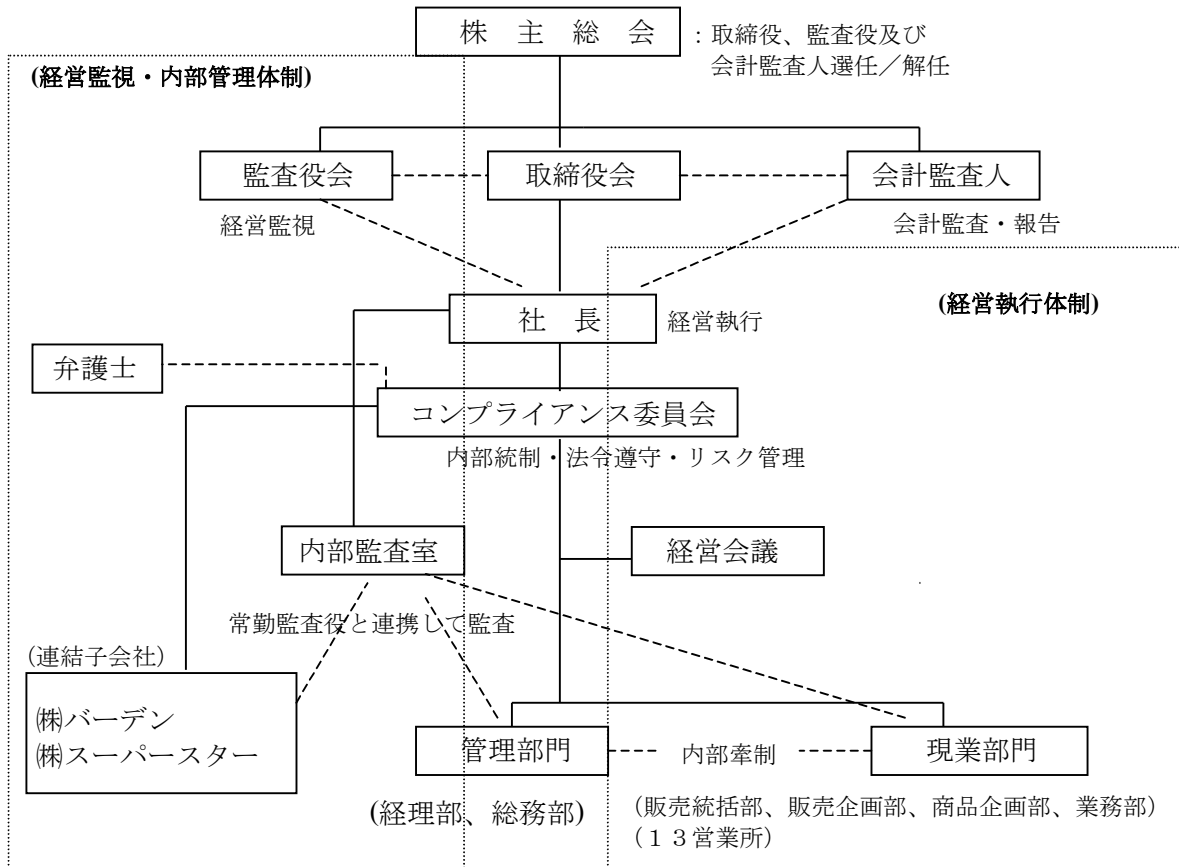 株 主 総 会
：取締役、監査役及び
会計監査人選任／解任
(経営監視・内部管理体制)
監査役会
取締役会
会計監査人
経営監視
会計監査・報告
(経営執行体制)
社 長
経営執行
弁護士
コンプライアンス委員会
内部統制・法令遵守・リスク管理
内部監査室
経営会議
常勤監査役と連携して監査
(連結子会社)
㈱バーデン
㈱スーパースター
管理部門
内部牽制
現業部門
(経理部、総務部)
（販売統括部、販売企画部、商品企画部、業務部）
（１３営業所）